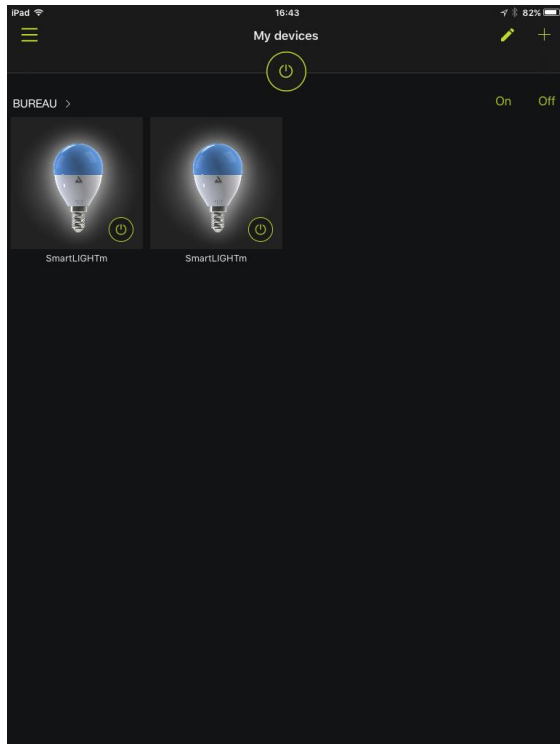 iPad 16:43 82%
My devices
BUREAU > On Off
SmartLIGHTm SmartLIGHTm